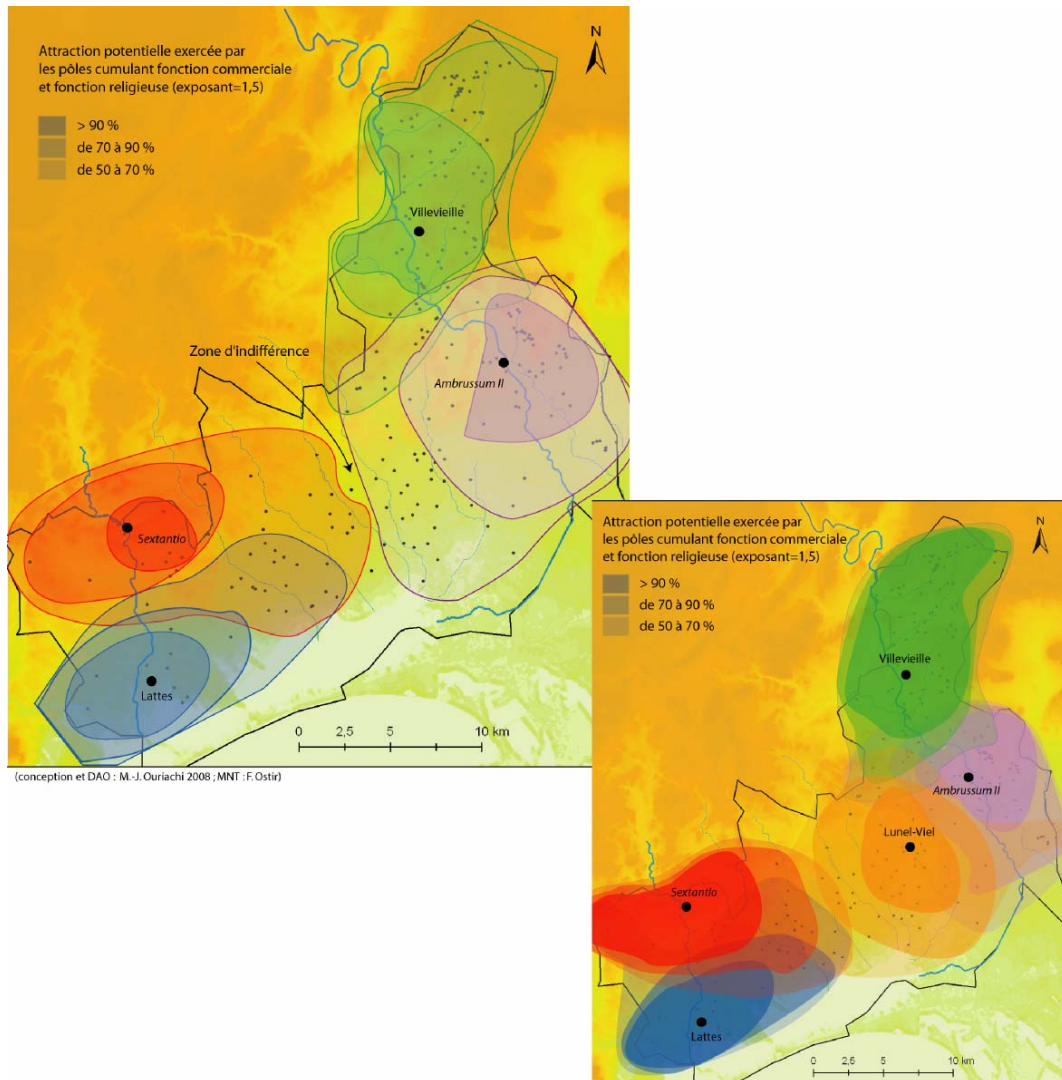 Attraction potentielle exercée par
les pôles cumulant fonction commerciale
et fonction religieuse (exposant=1,5)
> 90 %
de 70 à 90 %
de 50 à 70 %
N
Villevieille
Zone d'indifférence
Ambrussum II
Sextantio
Lattes
0 2,5 5 10 km
(conception et DAO : M.-J. Ouriachi 2008 ; MNT : F. Ostir)
Attraction potentielle exercée par
les pôles cumulant fonction commerciale
et fonction religieuse (exposant=1,5)
> 90 %
de 70 à 90 %
de 50 à 70 %
N
Villevieille
Ambrussum II
Lunel-Viel
Sextantio
Lattes
0 2,5 5 10 km